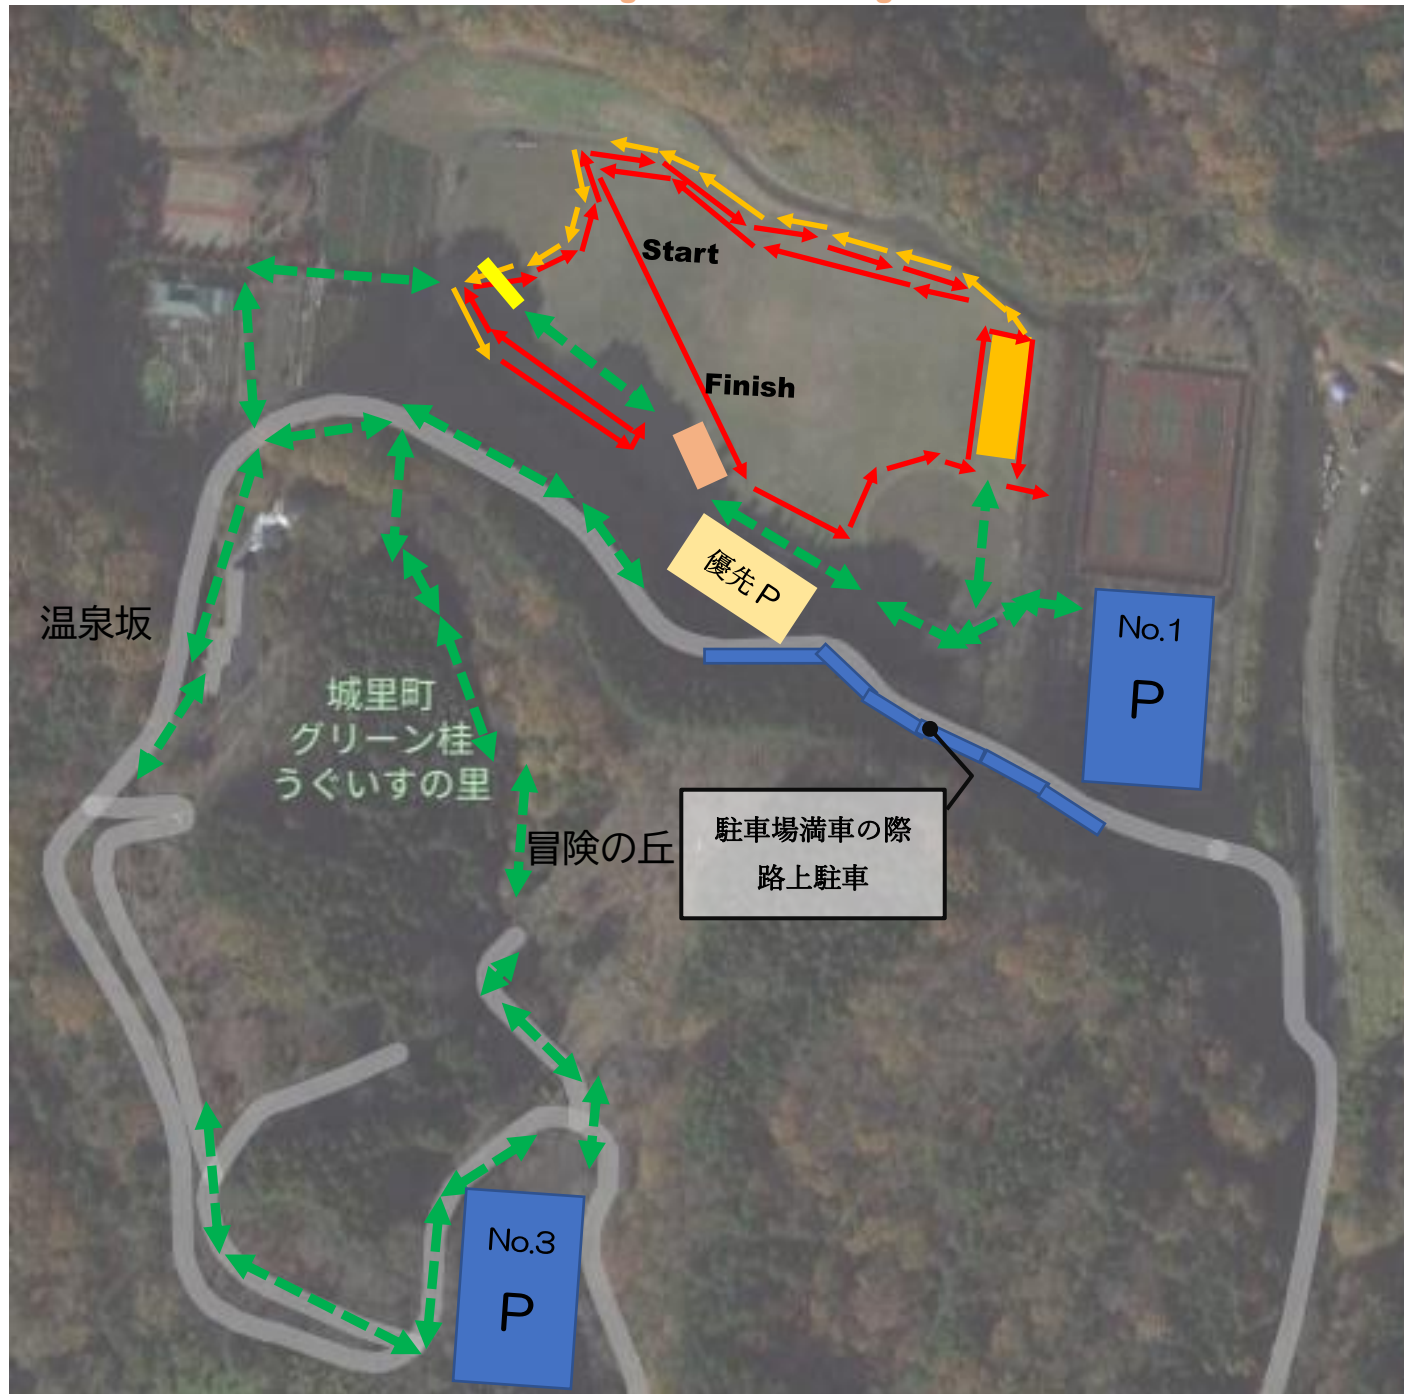 Start
Finish
優先P
No.1
P
温泉坂
城里町
グリーン桂
うぐいすの里
冒険の丘
駐車場満車の際
路上駐車
No.3
P